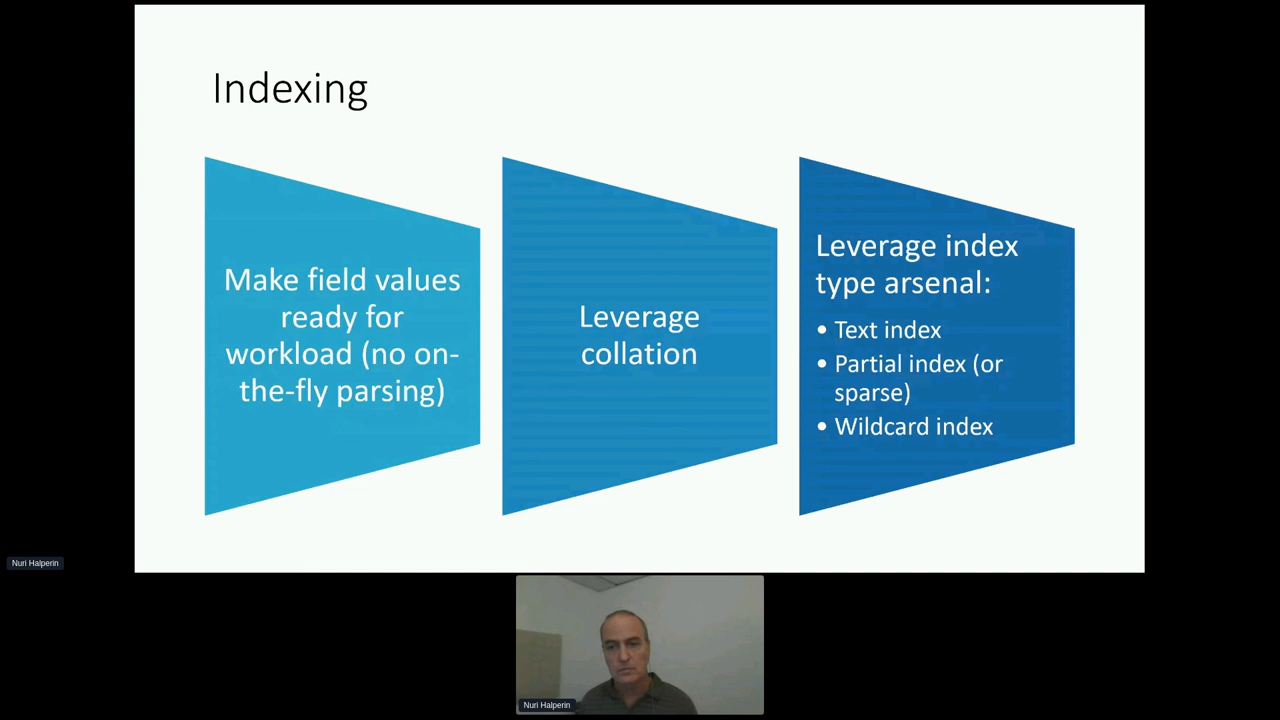 Indexing
Make field values
ready for
workload (no on-
the-fly parsing)
Leverage
collation
Leverage index
type arsenal:
• Text index
• Partial index (or
sparse)
• Wildcard index
Nuri Halperin
Nuri Halperin